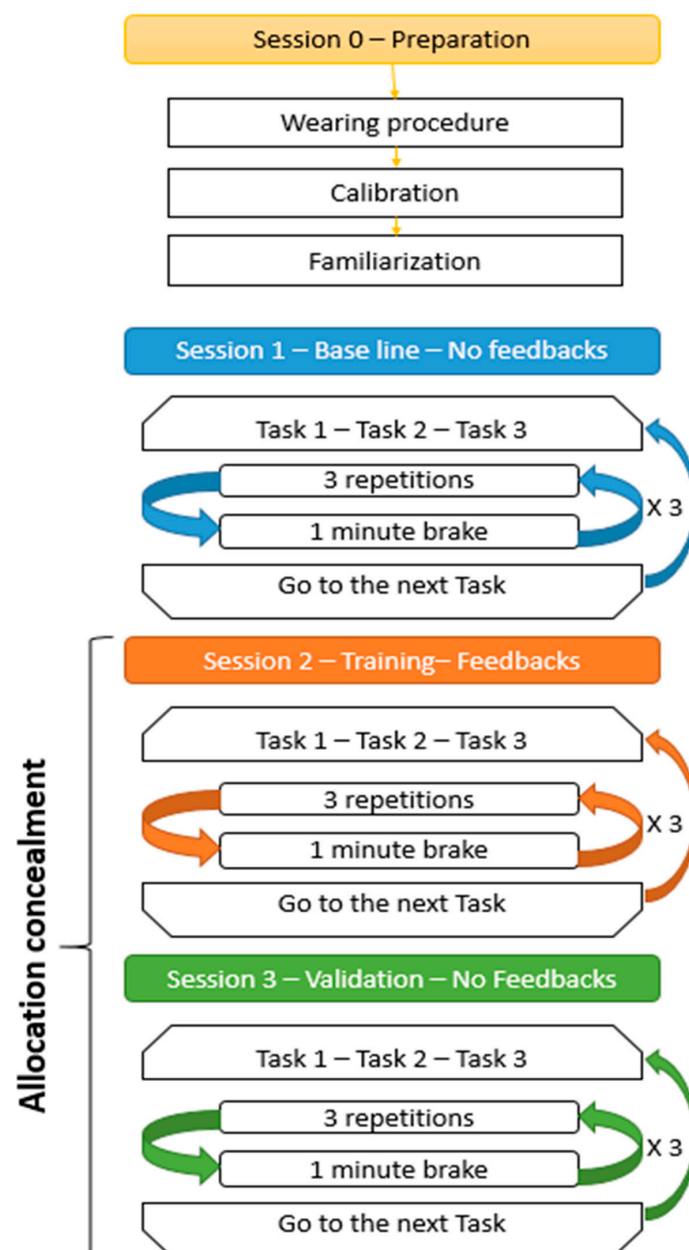 Session 0 – Preparation
Wearing procedure
Calibration
Familiarization
Session 1 – Base line – No feedbacks
Task 1 – Task 2 – Task 3
3 repetitions
X 3
1 minute brake
Go to the next Task
Allocation concealment
Session 2 – Training– Feedbacks
Task 1 – Task 2 – Task 3
3 repetitions
X 3
1 minute brake
Go to the next Task
Session 3 – Validation – No Feedbacks
Task 1 – Task 2 – Task 3
3 repetitions
X 3
1 minute brake
Go to the next Task